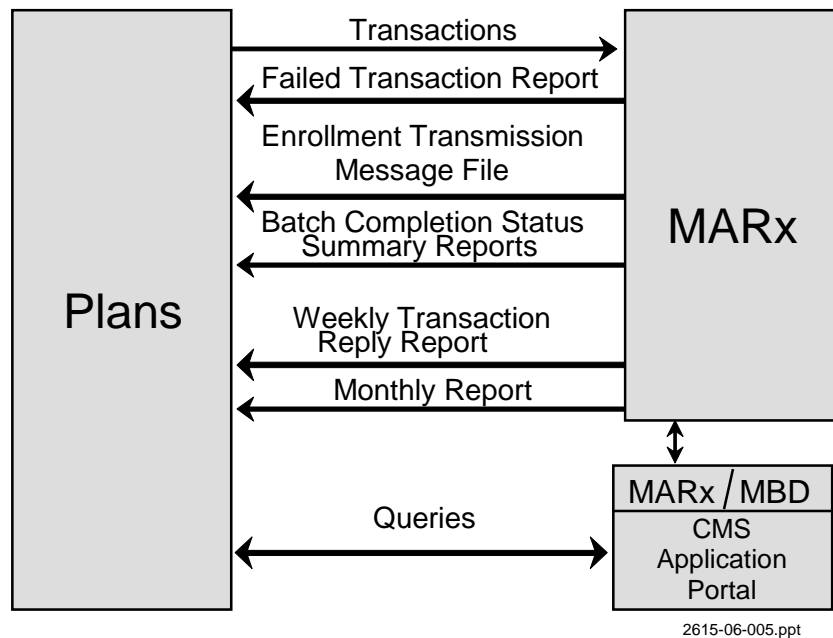 Transactions
Failed Transaction Report
Enrollment Transmission
Message File
Batch Completion Status
Summary Reports
Weekly Transaction
Reply Report
Monthly Report
Queries
Plans
MARx
MARx / MBD
CMS
Application
Portal
2615-06-005.ppt